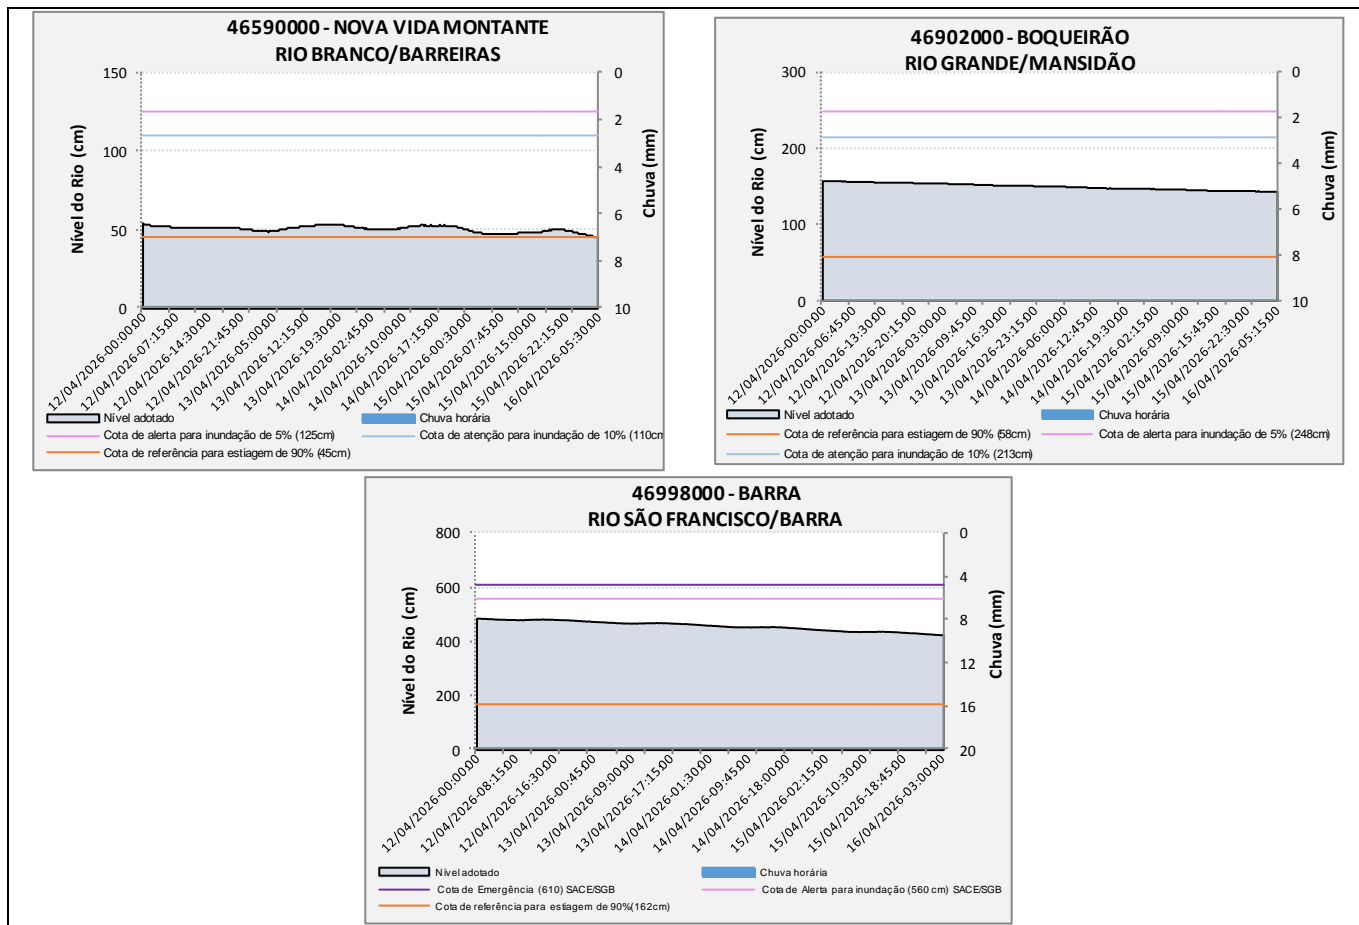 46590000 - NOVA VIDA MONTANTE
RIO BRANCO/BARREIRAS
150
100
50
0
Nível do Rio (cm)
0
2
4
6
8
10
Chuva (mm)
12/04/2026-00:00:00
12/04/2026-07:15:00
12/04/2026-14:30:00
12/04/2026-21:45:00
13/04/2026-05:00:00
13/04/2026-12:15:00
13/04/2026-19:30:00
14/04/2026-02:45:00
14/04/2026-10:00:00
14/04/2026-17:15:00
15/04/2026-00:30:00
15/04/2026-07:45:00
15/04/2026-15:00:00
15/04/2026-22:15:00
16/04/2026-05:30:00
Nível adotado
Chuva horária
Cota de alerta para inundação de 5% (125cm)
Cota de atenção para inundação de 10% (110cm
Cota de referência para estiagem de 90% (45cm)
46902000 - BOQUEIRÃO
RIO GRANDE/MANSIDÃO
300
200
100
0
Nível do Rio (cm)
0
2
4
6
8
10
Chuva (mm)
12/04/2026-00:00:00
12/04/2026-06:45:00
12/04/2026-13:30:00
12/04/2026-20:15:00
13/04/2026-03:00:00
13/04/2026-09:45:00
13/04/2026-16:30:00
13/04/2026-23:15:00
14/04/2026-06:00:00
14/04/2026-12:45:00
14/04/2026-19:30:00
15/04/2026-02:15:00
15/04/2026-09:00:00
15/04/2026-15:45:00
15/04/2026-22:30:00
16/04/2026-05:15:00
Nível adotado
Chuva horária
Cota de referência para estiagem de 90% (58cm)
Cota de alerta para inundação de 5% (248cm)
Cota de atenção para inundação de 10% (213cm)
46998000 - BARRA
RIO SÃO FRANCISCO/BARRA
800
600
400
200
0
Nível do Rio (cm)
0
4
8
12
16
20
Chuva (mm)
12/04/2026-00:00:00
12/04/2026-08:15:00
12/04/2026-16:30:00
13/04/2026-00:45:00
13/04/2026-09:00:00
13/04/2026-17:15:00
14/04/2026-01:30:00
14/04/2026-09:45:00
14/04/2026-18:00:00
15/04/2026-02:15:00
15/04/2026-10:30:00
15/04/2026-18:45:00
16/04/2026-03:00:00
Nível adotado
Chuva horária
Cota de Emergência (610) SACE/SGB
Cota de Alerta para inundação (560 cm) SACE/SGB
Cota de referência para estiagem de 90%(162cm)